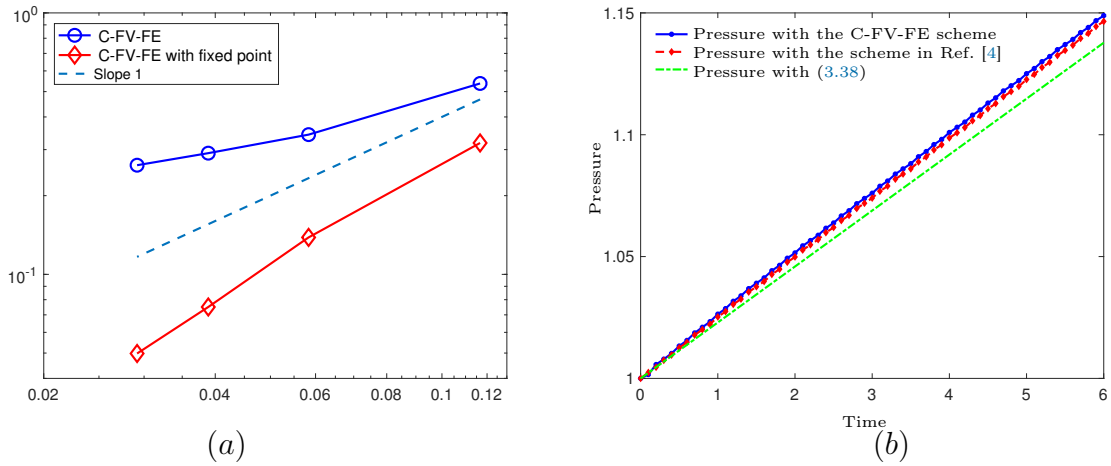 10^0
C-FV-FE
C-FV-FE with fixed point
Slope 1
10^-1
0.02
0.04
0.06
0.08
0.1
0.12
(a)
1.15
Pressure with the C-FV-FE scheme
Pressure with the scheme in Ref. [4]
Pressure with (3.38)
1.1
Pressure
1.05
1
0
1
2
3
4
5
6
Time
(b)